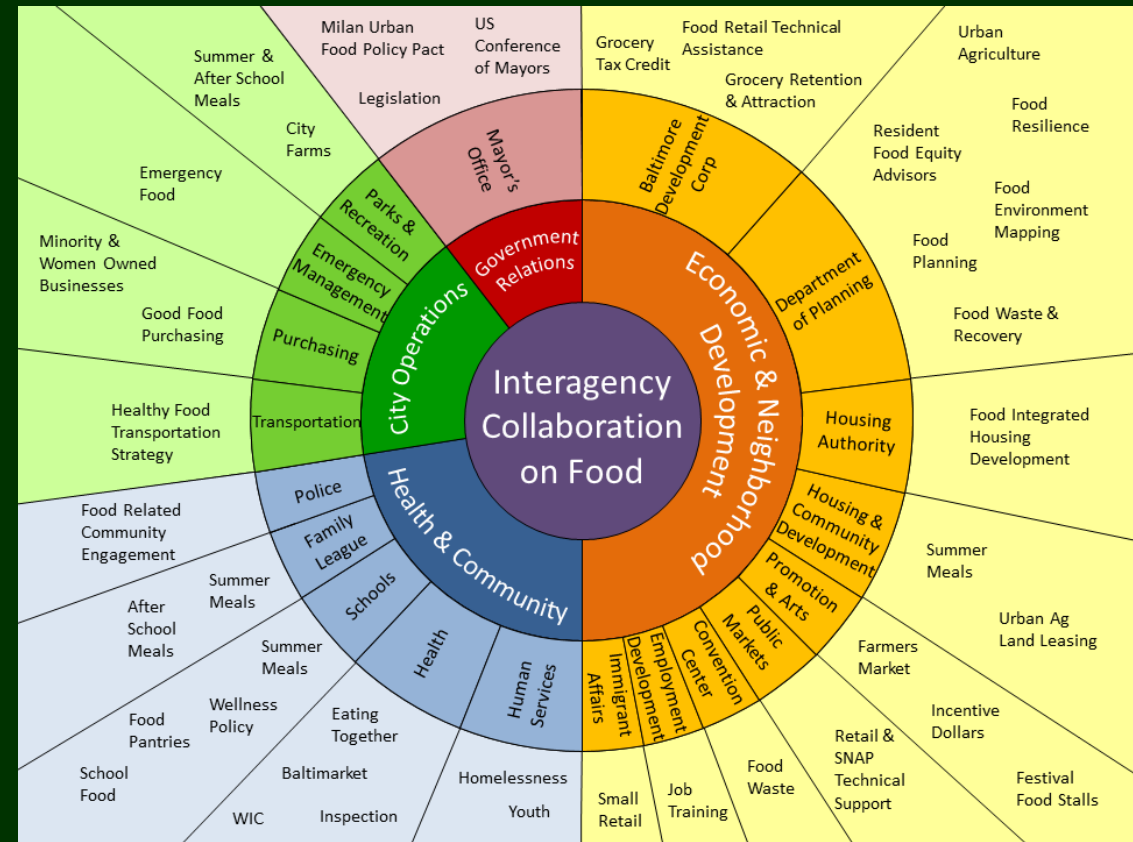 Interagency
Collaboration
on Food
Government
Relations
Mayor's
Office
Milan Urban
Food Policy Pact
US
Conference
of Mayors
Legislation
Economic & Neighborhood
Development
Baltimore
Development
Corp
Grocery
Tax Credit
Food Retail Technical
Assistance
Grocery Retention
& Attraction
Department
of Planning
Urban
Agriculture
Food
Resilience
Resident
Food Equity
Advisors
Food
Environment
Mapping
Food
Planning
Food Waste &
Recovery
Housing
Authority
Food Integrated
Housing
Development
Housing &
Community
Development
Summer
Meals
Urban Ag
Land Leasing
Promotion
& Arts
Farmers
Market
Incentive
Dollars
Festival
Food Stalls
Public
Markets
Retail &
SNAP
Technical
Support
Convention
Center
Food
Waste
Employment
Development
Job
Training
Immigrant
Affairs
Small
Retail
Health & Community
Human
Services
Homelessness
Youth
Health
Eating
Together
Baltimarket
WIC
Inspection
Schools
Summer
Meals
Wellness
Policy
Food
Pantries
School
Food
Family
League
Summer
Meals
After
School
Meals
Police
Food Related
Community
Engagement
City Operations
Transportation
Healthy Food
Transportation
Strategy
Purchasing
Minority &
Women Owned
Businesses
Good Food
Purchasing
Emergency
Management
Emergency
Food
Parks &
Recreation
Summer &
After School
Meals
City
Farms